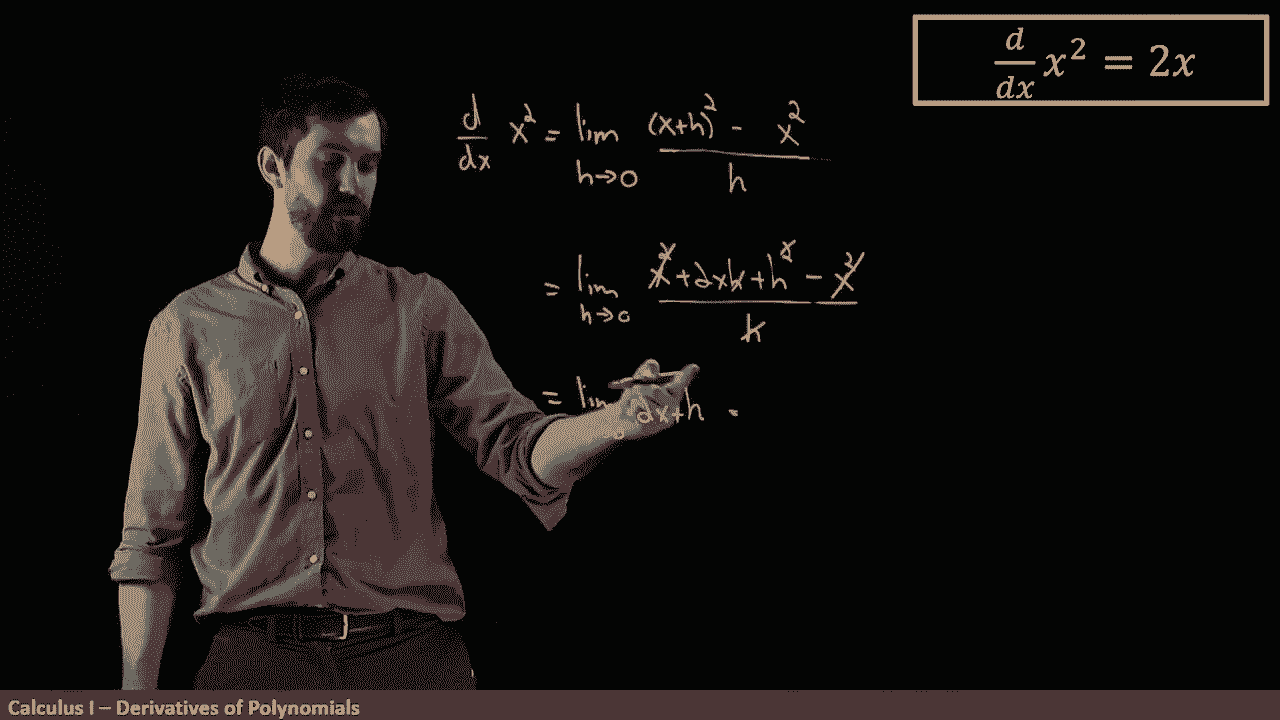 d/dx x² = 2x
d/dx x² = lim h→0 ((x+h)² - x²)/h
= lim h→0 (x²+2xh+h²-x²)/h
= lim 2x+h
Calculus I – Derivatives of Polynomials